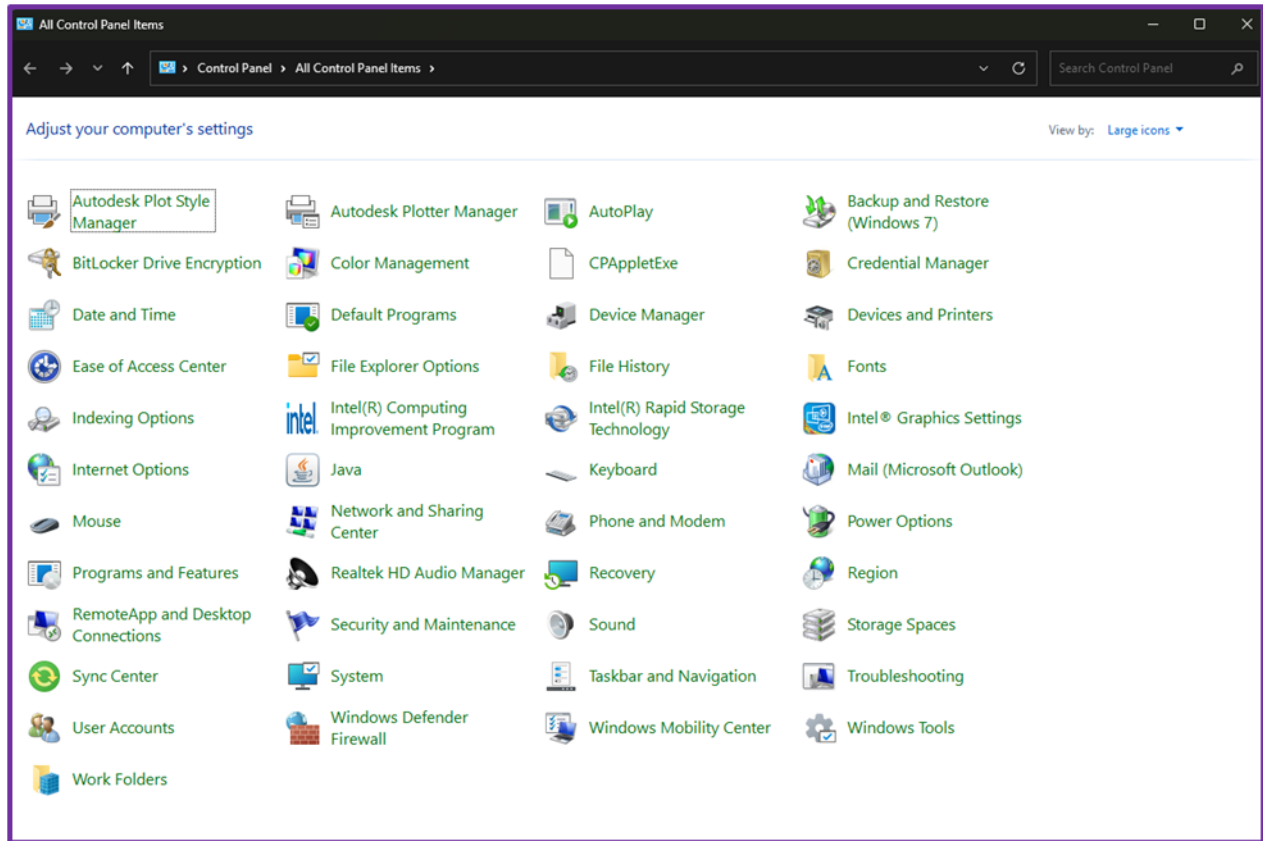 All Control Panel Items
Control Panel › All Control Panel Items ›
Search Control Panel
Adjust your computer's settings
View by: Large icons
Autodesk Plot Style
Manager
Autodesk Plotter Manager
AutoPlay
Backup and Restore
(Windows 7)
BitLocker Drive Encryption
Color Management
CPAppletExe
Credential Manager
Date and Time
Default Programs
Device Manager
Devices and Printers
Ease of Access Center
File Explorer Options
File History
A
Fonts
Indexing Options
intel
Intel(R) Computing
Improvement Program
Intel(R) Rapid Storage
Technology
Intel® Graphics Settings
Internet Options
Java
Keyboard
Mail (Microsoft Outlook)
Mouse
Network and Sharing
Center
Phone and Modem
Power Options
Programs and Features
Realtek HD Audio Manager
Recovery
Region
RemoteApp and Desktop
Connections
Security and Maintenance
Sound
Storage Spaces
Sync Center
System
Taskbar and Navigation
Troubleshooting
User Accounts
Windows Defender
Firewall
Windows Mobility Center
Windows Tools
Work Folders